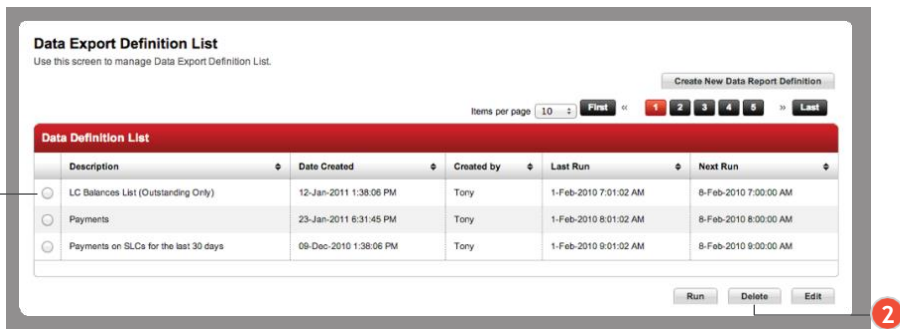 Data Export Definition List
Use this screen to manage Data Export Definition List.
Create New Data Report Definition
Items per page 10 First « 1 2 3 4 5 » Last
Data Definition List
Description Date Created Created by Last Run Next Run
LC Balances List (Outstanding Only) 12-Jan-2011 1:38:06 PM Tony 1-Feb-2010 7:01:02 AM 8-Feb-2010 7:00:00 AM
Payments 23-Jan-2011 6:31:45 PM Tony 1-Feb-2010 8:01:02 AM 8-Feb-2010 8:00:00 AM
Payments on SLCs for the last 30 days 09-Dec-2010 1:38:06 PM Tony 1-Feb-2010 9:01:02 AM 8-Feb-2010 9:00:00 AM
Run Delete Edit
2